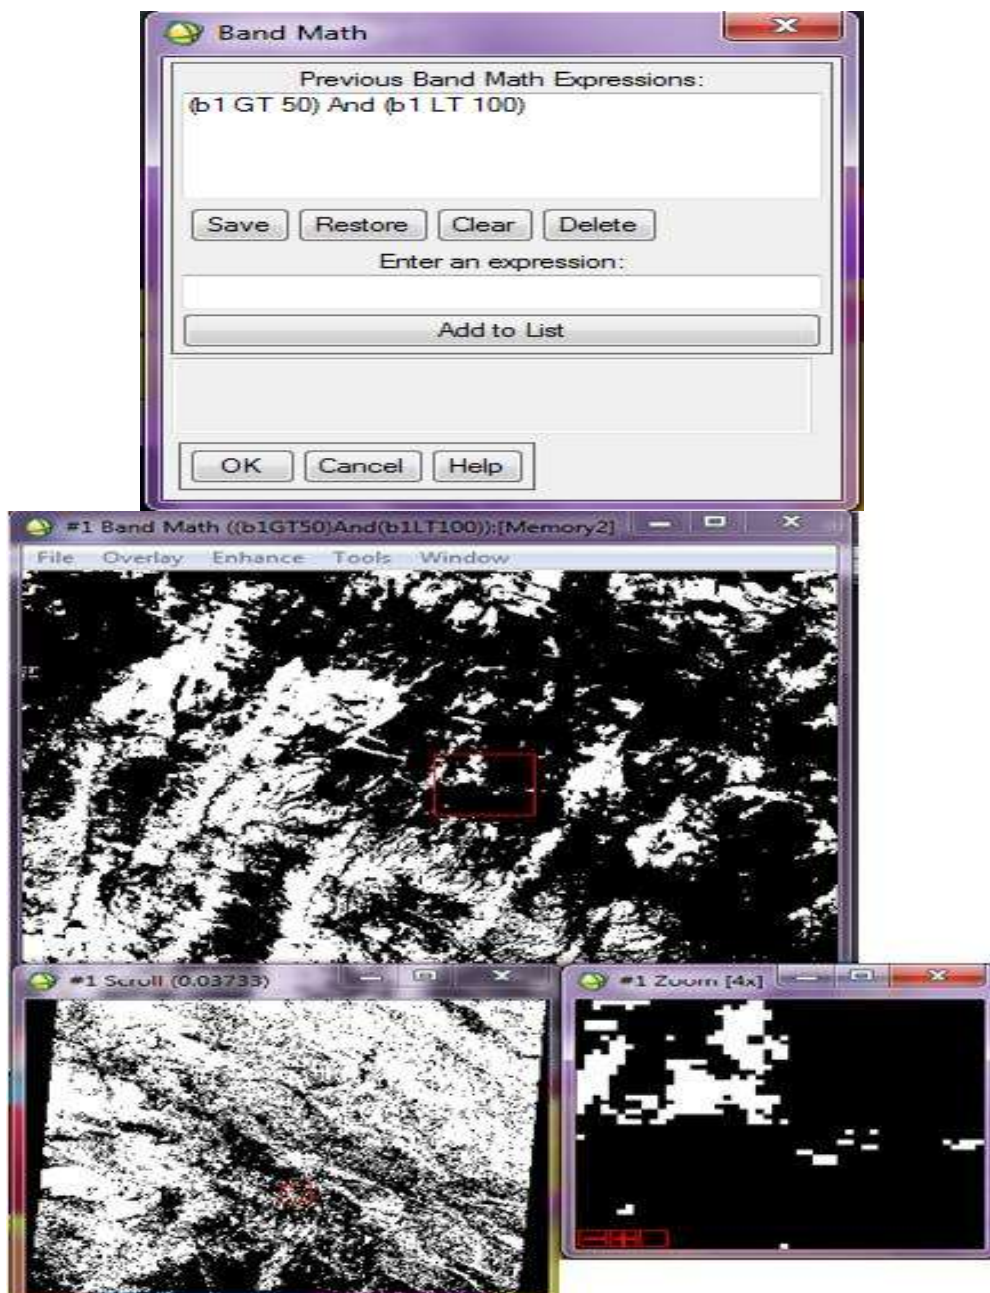 Band Math
Previous Band Math Expressions:
(b1 GT 50) And (b1 LT 100)
Save Restore Clear Delete
Enter an expression:
Add to List
OK Cancel Help
#1 Band Math ((b1GT50)And(b1LT100)):[Memory2]
File Overlay Enhance Tools Window
#1 Scroll (0.03733)
#1 Zoom [4x]